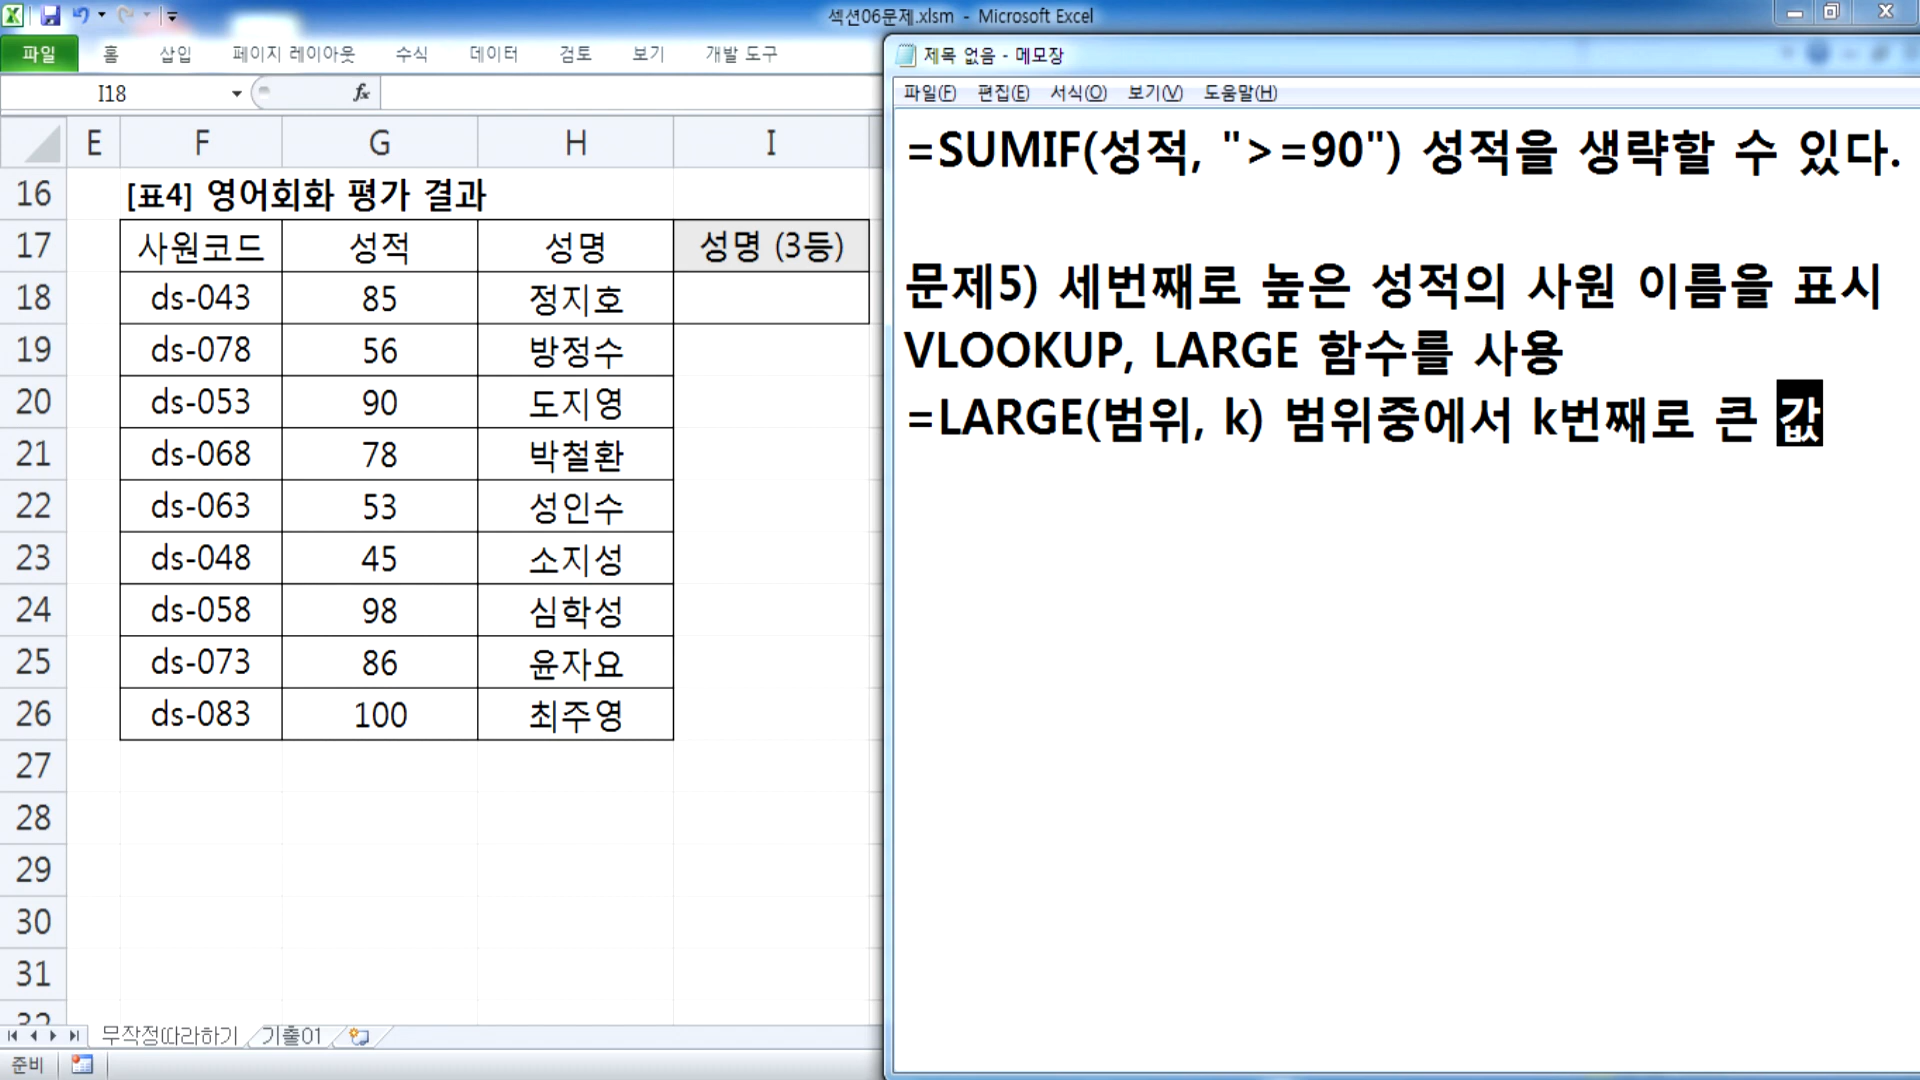 섹션06문제.xlsm - Microsoft Excel
파일 홈 삽입 페이지 레이아웃 수식 데이터 검토 보기 개발 도구
I18 fx
E F G H I
16 [표4] 영어회화 평가 결과
17 사원코드 성적 성명 성명 (3등)
18 ds-043 85 정지호
19 ds-078 56 방정수
20 ds-053 90 도지영
21 ds-068 78 박철환
22 ds-063 53 성인수
23 ds-048 45 소지성
24 ds-058 98 심학성
25 ds-073 86 윤자요
26 ds-083 100 최주영
27
28
29
30
31
32
무작정따라하기 기출01
준비
제목 없음 - 메모장
파일(F) 편집(E) 서식(O) 보기(V) 도움말(H)
=SUMIF(성적, ">=90") 성적을 생략할 수 있다.
문제5) 세번째로 높은 성적의 사원 이름을 표시
VLOOKUP, LARGE 함수를 사용
=LARGE(범위, k) 범위중에서 k번째로 큰 값